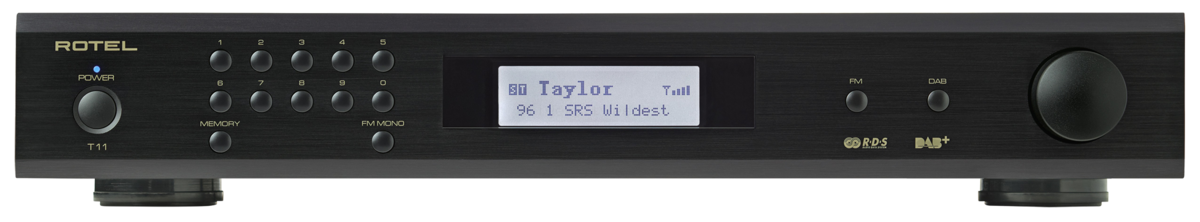 ROTEL
POWER
T11
1 2 3 4 5
6 7 8 9 0
MEMORY FM MONO
ST Taylor
96 1 SRS Wildest
FM DAB
R·D·S
DAB+